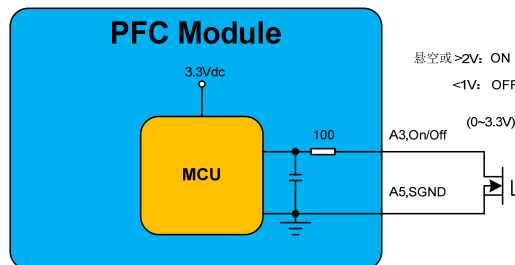 PFC Module
悬空或>2V：ON
3.3Vdc
<1V：OFF
(0~3.3V)
100
A3,On/Off
MCU
A5,SGND